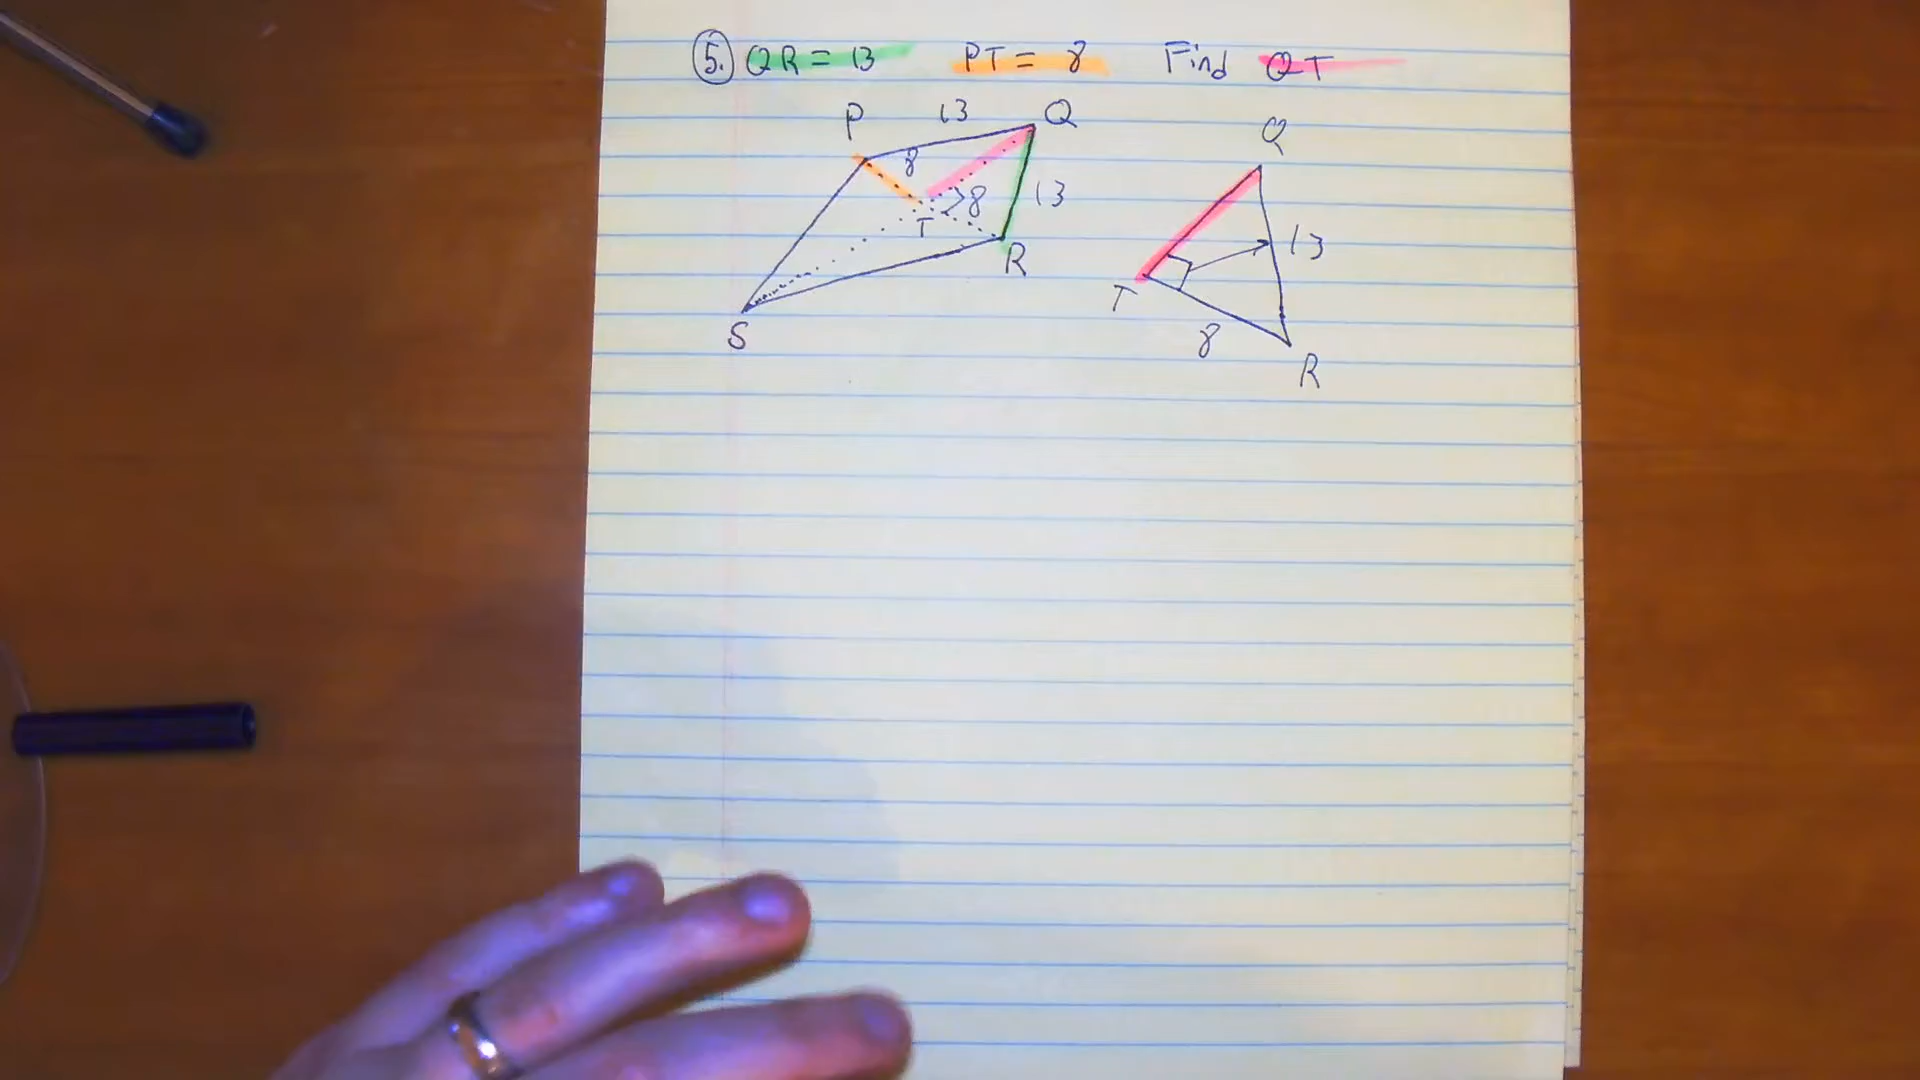 5. QR = 13 PT = 8 Find QT
P 13 Q
8
8 13
T
R
S
Q
13
T
8
R